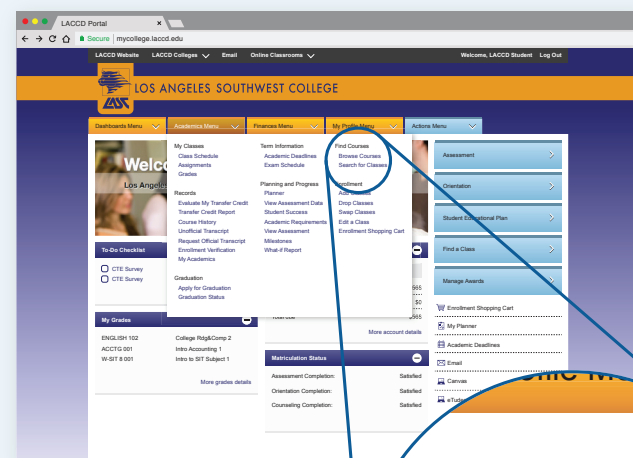 LACCD Portal ×
Secure mycollege.laccd.edu
LACCD Website LACCD Colleges Email Online Classrooms Welcome, LACCD Student Log Out
LASC
LOS ANGELES SOUTHWEST COLLEGE
Dashboards Menu Academics Menu Finances Menu My Profile Menu Actions Menu
Welc
Los Angeles
My Classes
Class Schedule
Assignments
Grades
Records
Evaluate My Transfer Credit
Transfer Credit Report
Course History
Unofficial Transcript
Request Official Transcript
Enrollment Verification
My Academics
Graduation
Apply for Graduation
Graduation Status
Term Information
Academic Deadlines
Exam Schedule
Planning and Progress
Planner
View Assessment Data
Student Success
Academic Requirements
View Assessment
Milestones
What-if Report
Find Courses
Browse Courses
Search for Classes
Enrollment
Add Classes
Drop Classes
Swap Classes
Edit a Class
Enrollment Shopping Cart
Assessment
Orientation
Student Educational Plan
Find a Class
Manage Awards
Enrollment Shopping Cart
My Planner
Academic Deadlines
Email
Canvas
To-Do Checklist
CTE Survey
CTE Survey
My Grades
ENGLISH 102 College Rdg&Comp 2
ACCTG 001 Intro Accounting 1
W-SIT 8 001 Intro to SIT Subject 1
More grades details
$0
More account details
Matriculation Status
Assessment Completion: Satisfied
Orientation Completion: Satisfied
Counseling Completion: Satisfied